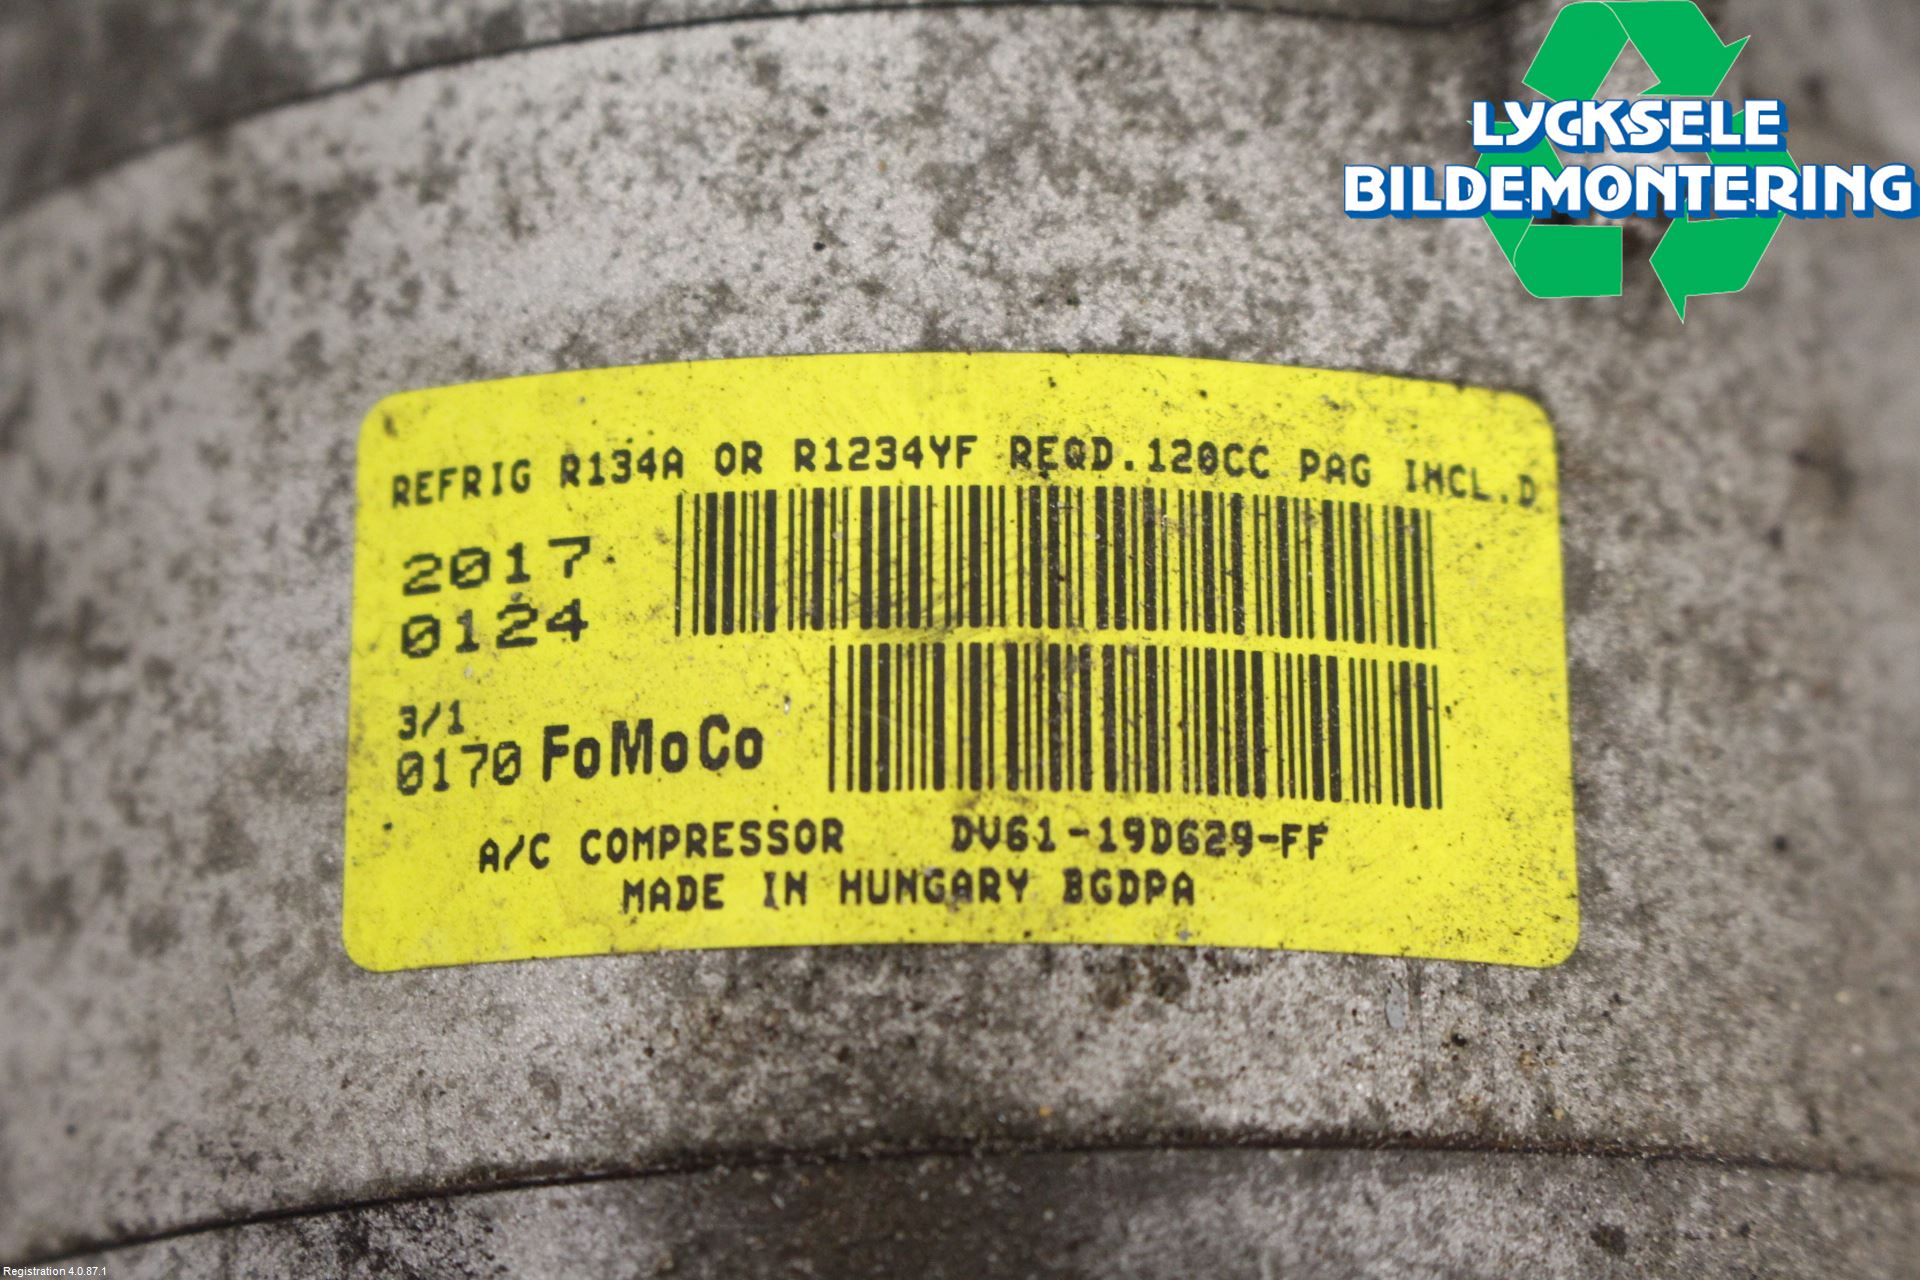 LYCKSELE
BILDEMONTERING
REFRIG R134A OR R1234YF REQD.120CC PAG INCL.D
2017
0124
3/1
0170 FoMoCo
A/C COMPRESSOR DV61-19D629-FF
MADE IN HUNGARY BGDPA
Registration 4.0.87.1